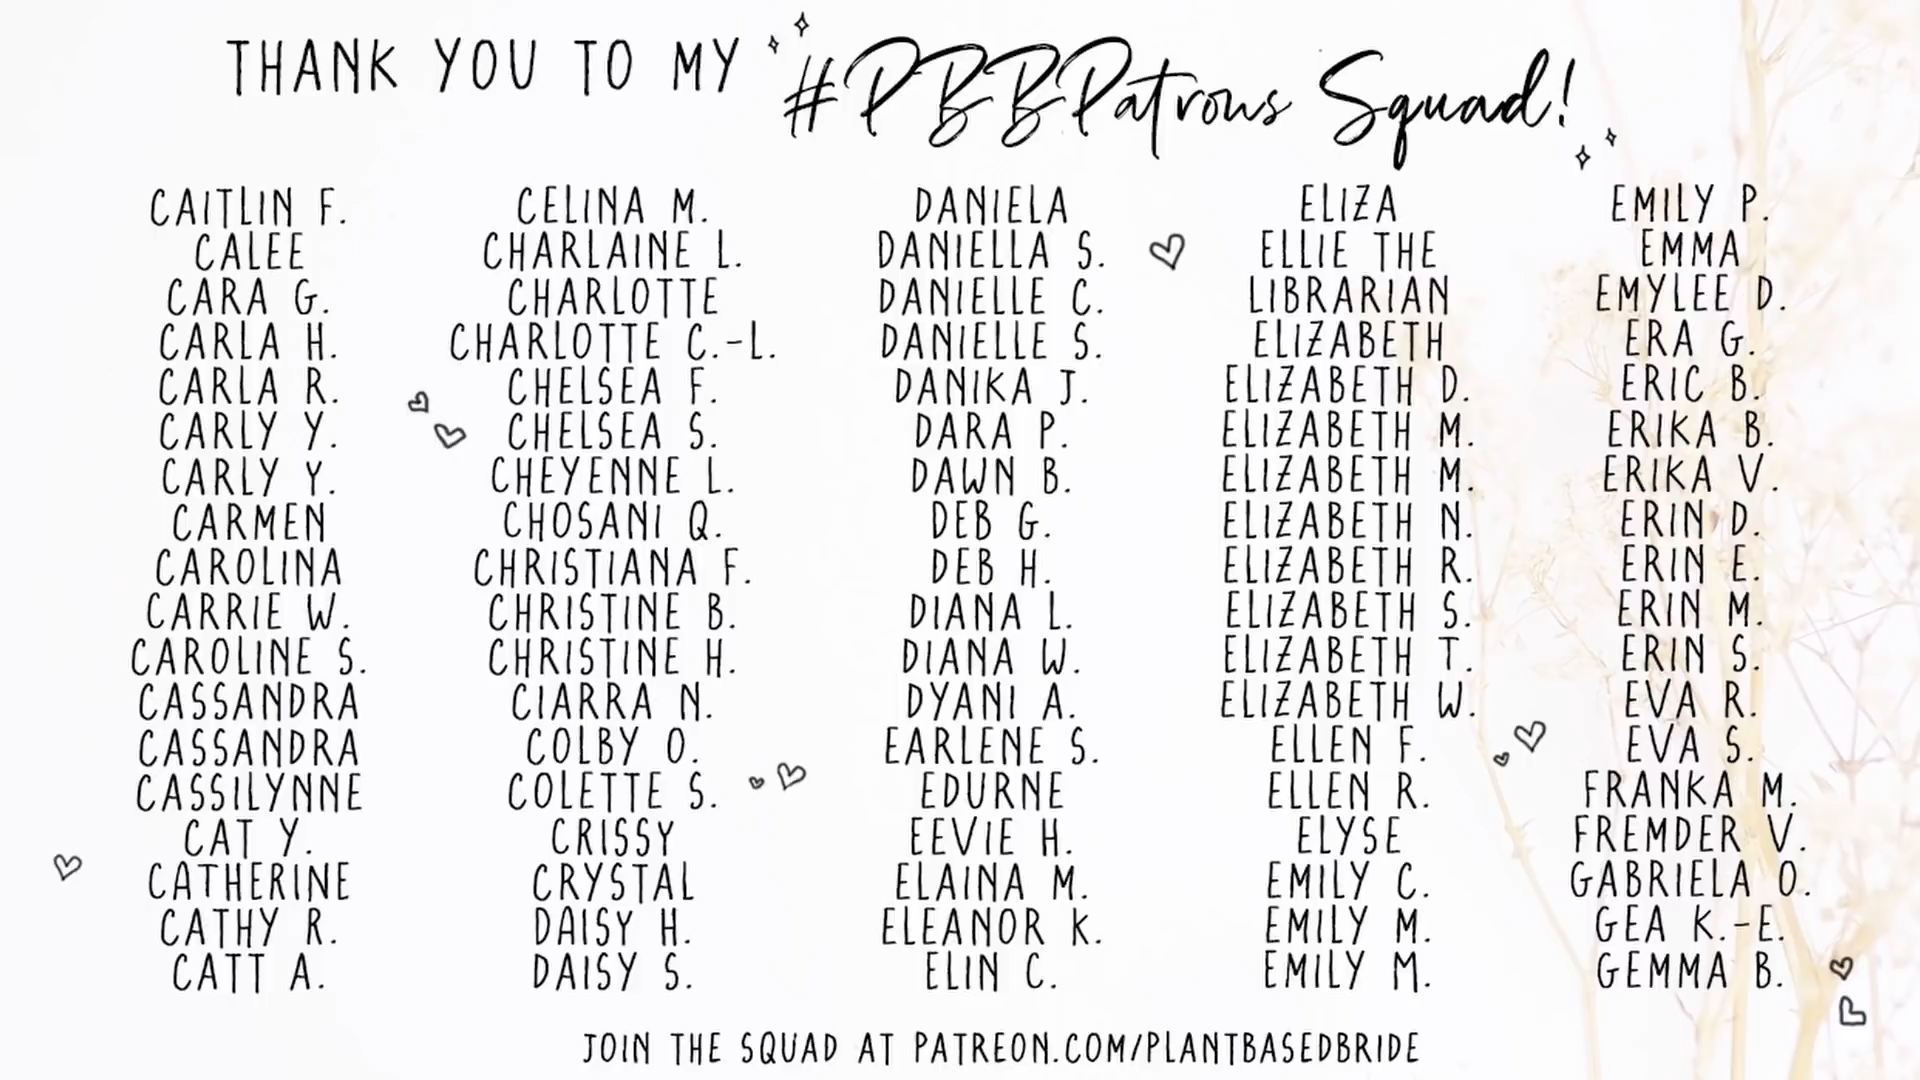 THANK YOU TO MY #PBBPatrons Squad!
CAITLIN F.
CALEE
CARA G.
CARLA H.
CARLA R.
CARLY Y.
CARLY Y.
CARMEN
CAROLINA
CARRIE W.
CAROLINE S.
CASSANDRA
CASSANDRA
CASSILYNNE
CAT Y.
CATHERINE
CATHY R.
CATT A.
CELINA M.
CHARLAINE L.
CHARLOTTE
CHARLOTTE C.-L.
CHELSEA F.
CHELSEA S.
CHEYENNE L.
CHOSANI Q.
CHRISTIANA F.
CHRISTINE B.
CHRISTINE H.
CIARRA N.
COLBY O.
COLETTE S.
CRISSY
CRYSTAL
DAISY H.
DAISY S.
DANIELA
DANIELLA S.
DANIELLE C.
DANIELLE S.
DANIKA J.
DARA P.
DAWN B.
DEB G.
DEB H.
DIANA L.
DIANA W.
DYANI A.
EARLENE S.
EDURNE
EEVIE H.
ELAINA M.
ELEANOR K.
ELIN C.
ELIZA
ELLIE THE
LIBRARIAN
ELIZABETH
ELIZABETH D.
ELIZABETH M.
ELIZABETH M.
ELIZABETH N.
ELIZABETH R.
ELIZABETH S.
ELIZABETH T.
ELIZABETH W.
ELLEN F.
ELLEN R.
ELYSE
EMILY C.
EMILY M.
EMILY M.
EMILY P.
EMMA
EMYLEE D.
ERA G.
ERIC B.
ERIKA B.
ERIKA V.
ERIN D.
ERIN E.
ERIN M.
ERIN S.
EVA R.
EVA S.
FRANKA M.
FREMDER V.
GABRIELA O.
GEA K.-E.
GEMMA B.
JOIN THE SQUAD AT PATREON.COM/PLANTBASEDBRIDE